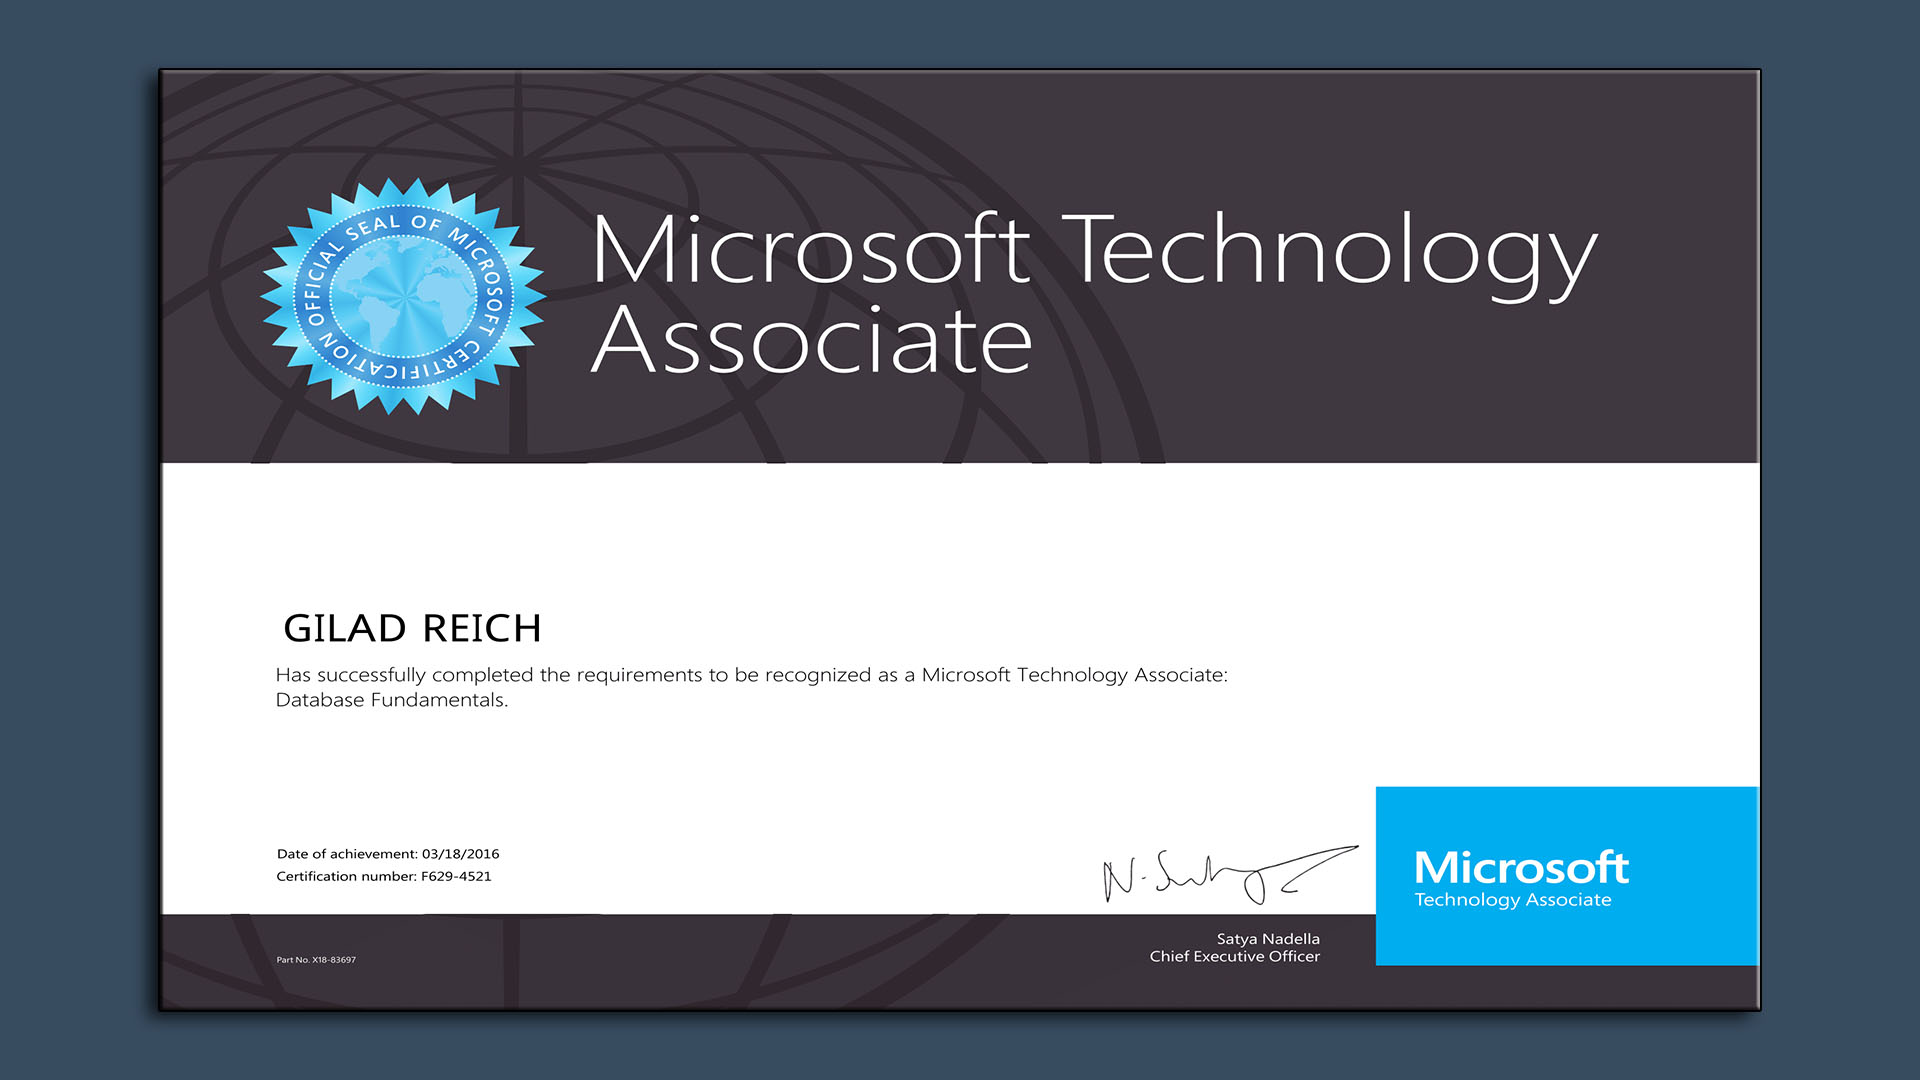 OFFICIAL SEAL OF MICROSOFT CERTIFICATION
Microsoft Technology
Associate
GILAD REICH
Has successfully completed the requirements to be recognized as a Microsoft Technology Associate:
Database Fundamentals.
Date of achievement: 03/18/2016
Certification number: F629-4521
N. Satya
Microsoft
Technology Associate
Satya Nadella
Chief Executive Officer
Part No. X18-83697